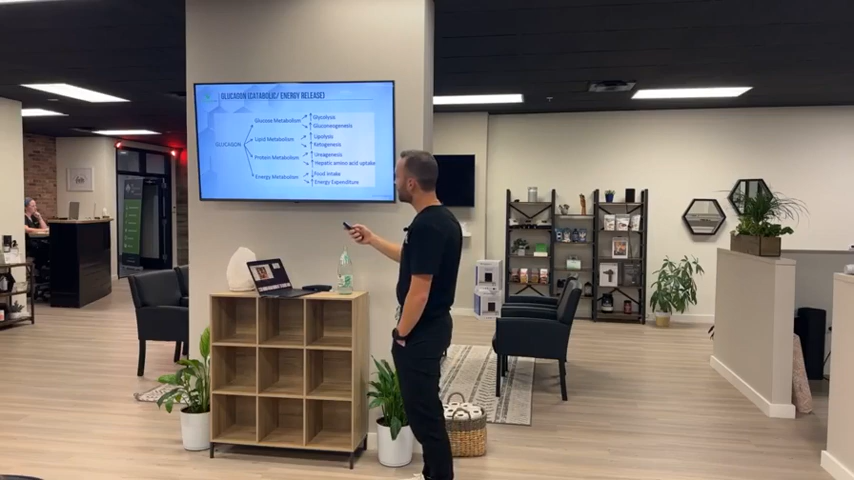 GLUCAGON (CATABOLIC/ ENERGY RELEASE)
GLUCAGON
Glucose Metabolism
Glycolysis
Gluconeogenesis
Lipid Metabolism
Lipolysis
Ketogenesis
Protein Metabolism
Ureagenesis
Hepatic amino acid uptake
Energy Metabolism
Food Intake
Energy Expenditure